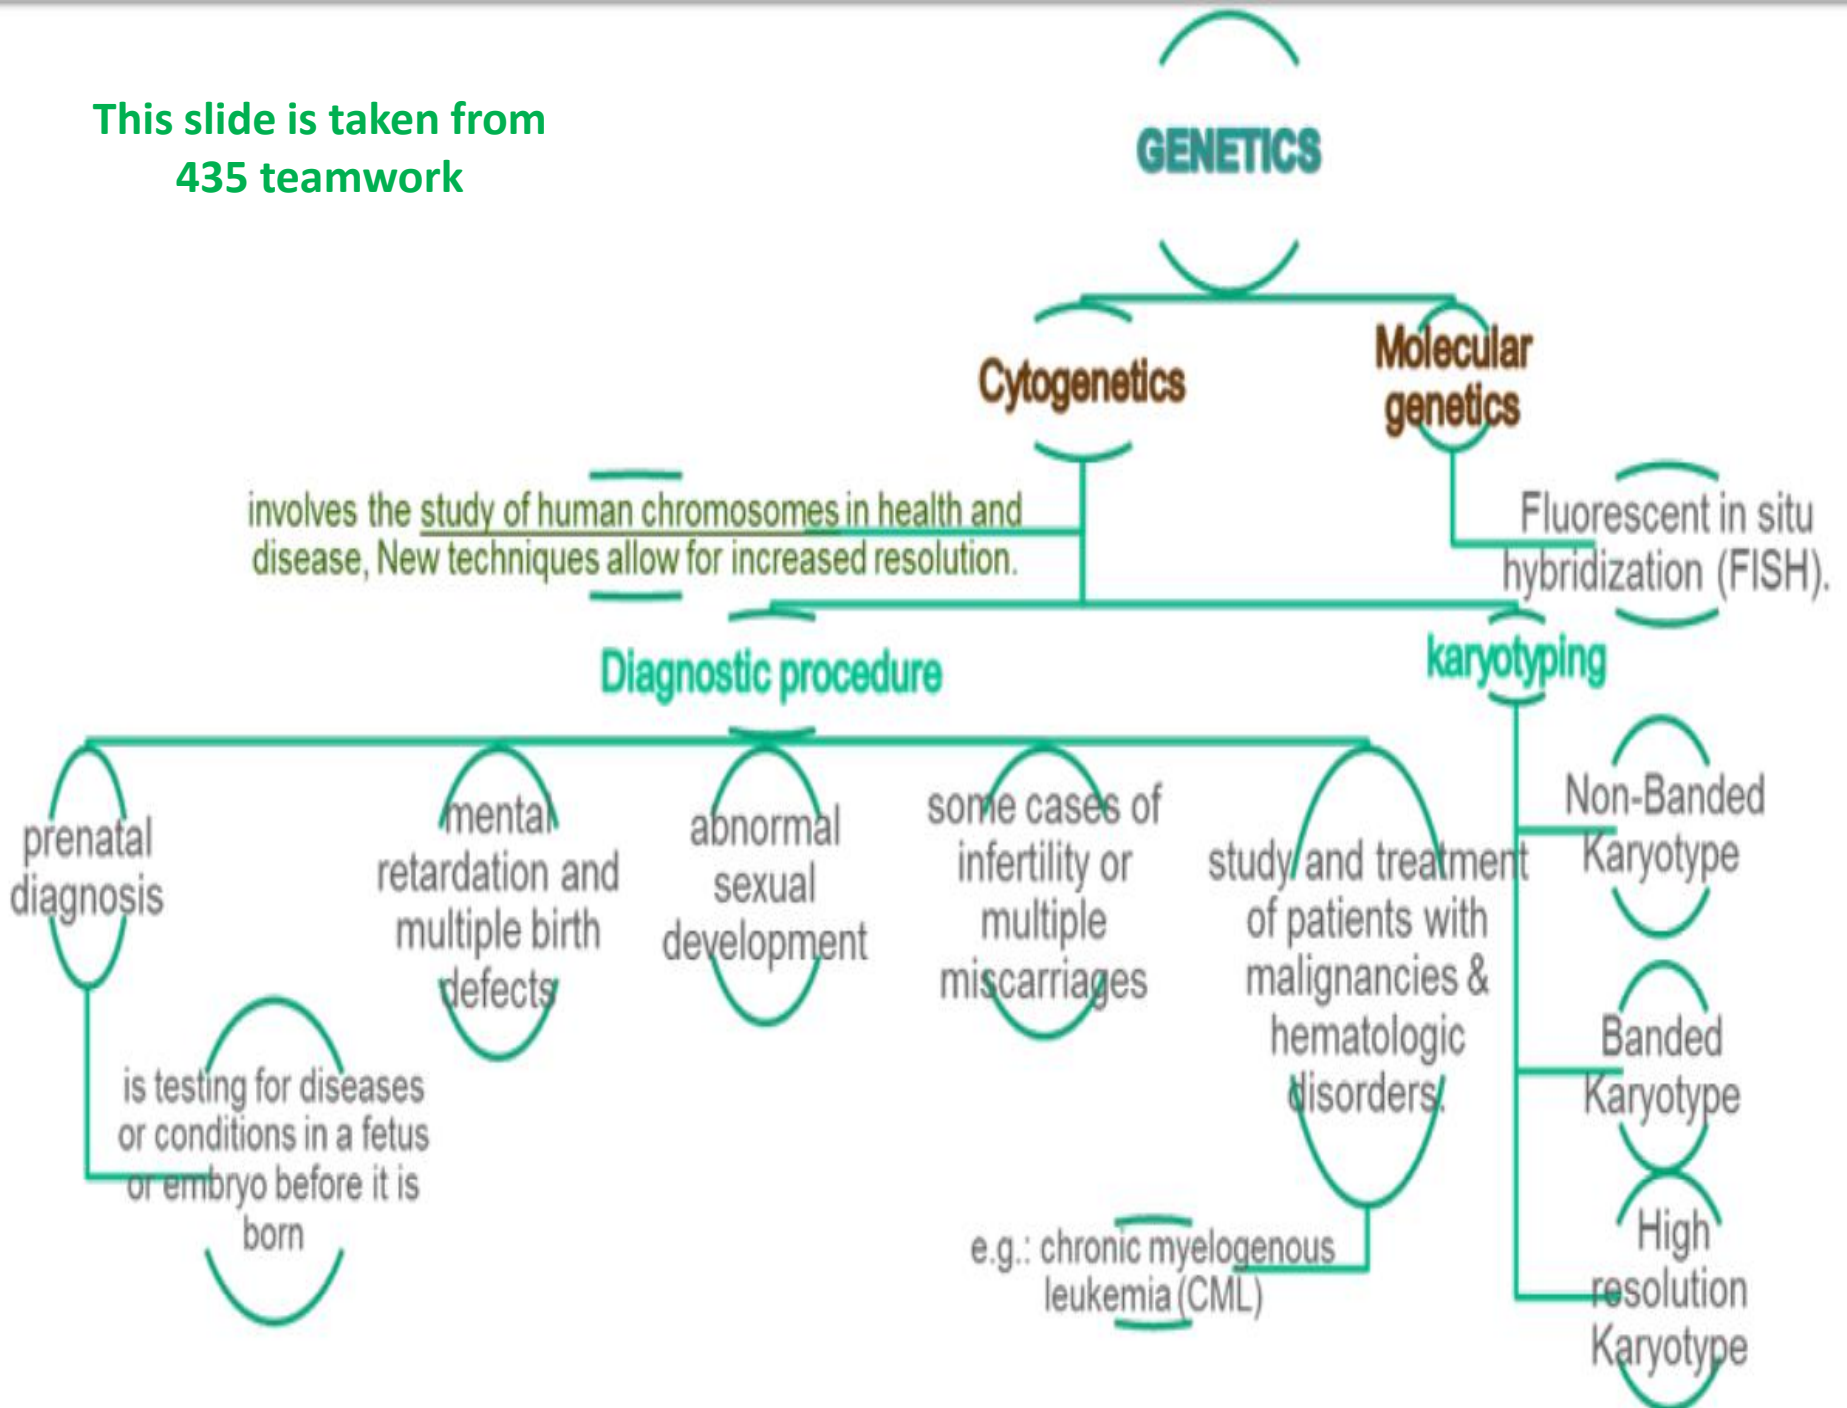 This slide is taken from
435 teamwork
GENETICS
Cytogenetics
Molecular
genetics
involves the study of human chromosomes in health and
disease, New techniques allow for increased resolution.
Fluorescent in situ
hybridization (FISH).
Diagnostic procedure
karyotyping
prenatal
diagnosis
is testing for diseases
or conditions in a fetus
or embryo before it is
born
mental
retardation and
multiple birth
defects
abnormal
sexual
development
some cases of
infertility or
multiple
miscarriages
study and treatment
of patients with
malignancies &
hematologic
disorders.
e.g.: chronic myelogenous
leukemia (CML)
Non-Banded
Karyotype
Banded
Karyotype
High
resolution
Karyotype